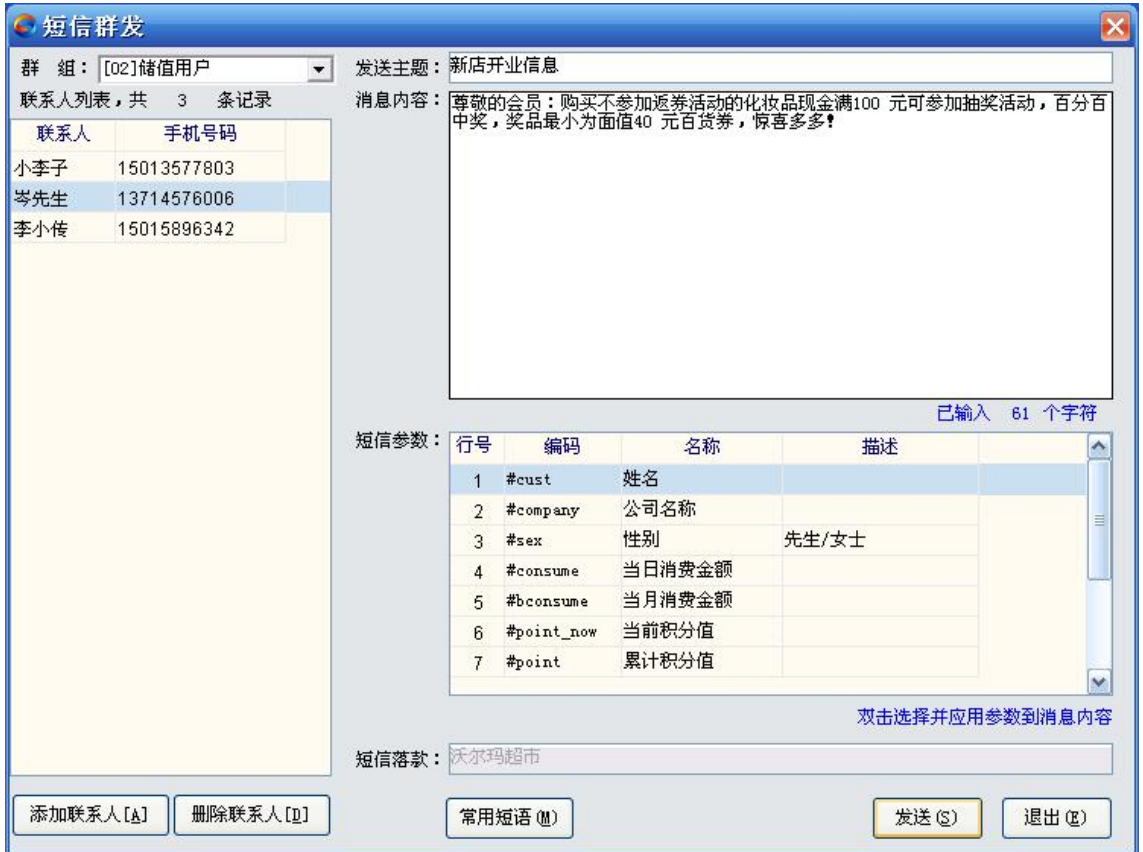 短信群发
群 组： [02]储值用户
联系人列表，共 3 条记录
联系人 手机号码
小李子 15013577803
岑先生 13714576006
李小传 15015896342
添加联系人[A] 删除联系人[D]
发送主题： 新店开业信息
消息内容： 尊敬的会员：购买不参加返券活动的化妆品现金满100 元可参加抽奖活动，百分百
中奖，奖品最小为面值40 元百货券，惊喜多多！
已输入 61 个字符
短信参数： 行号 编码 名称 描述
1 #cust 姓名
2 #company 公司名称
3 #sex 性别 先生/女士
4 #consume 当日消费金额
5 #bconsume 当月消费金额
6 #point_now 当前积分值
7 #point 累计积分值
双击选择并应用参数到消息内容
短信落款： 沃尔玛超市
常用短语(M) 发送(S) 退出(E)